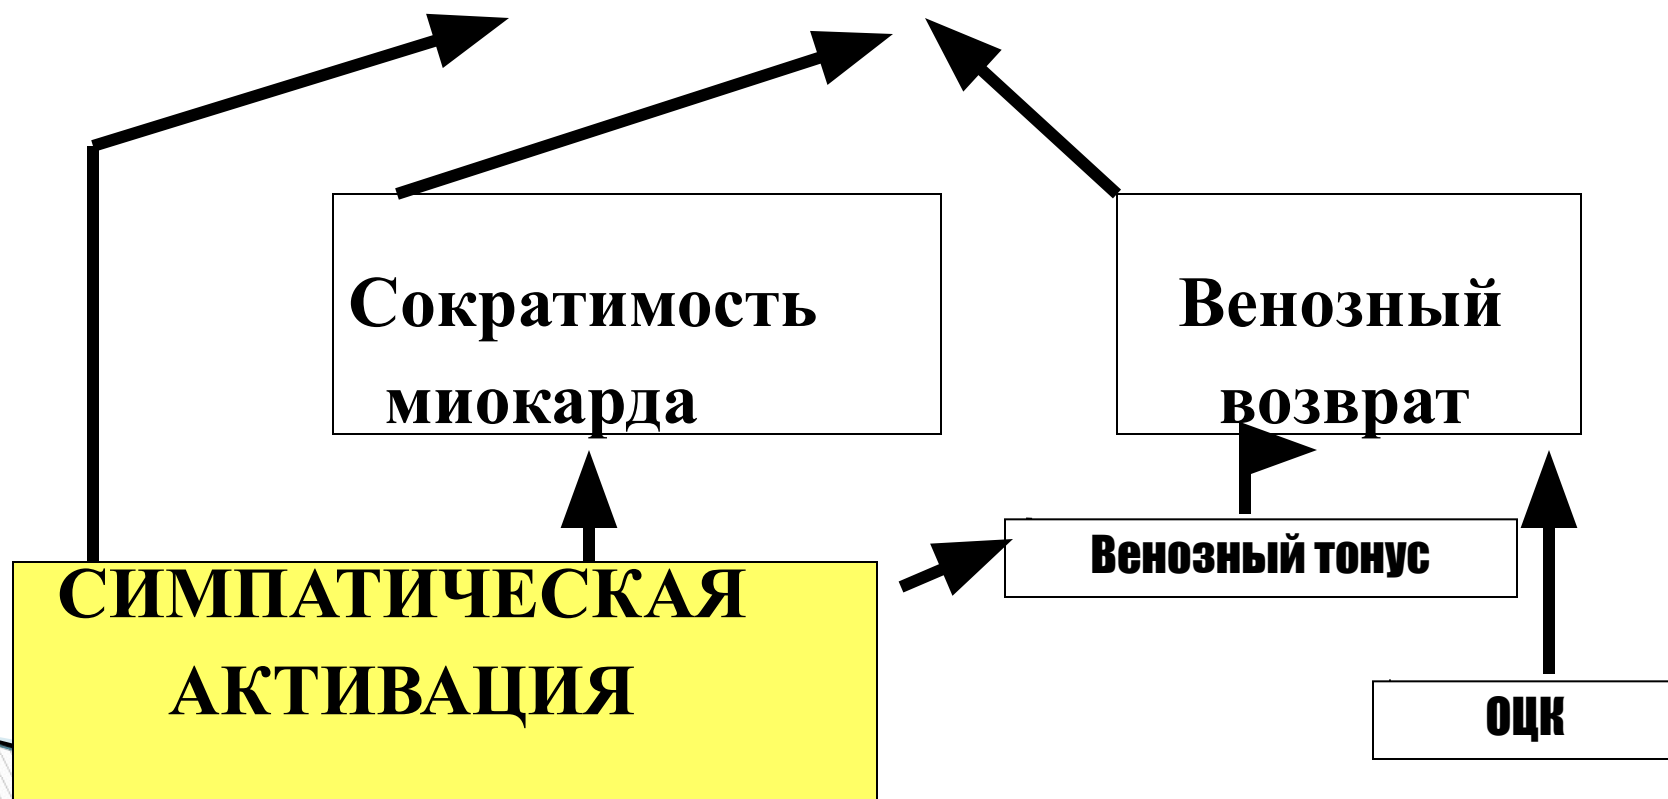 Сократимость
миокарда
Венозный
возврат
Венозный тонус
СИМПАТИЧЕСКАЯ
АКТИВАЦИЯ
ОЦК